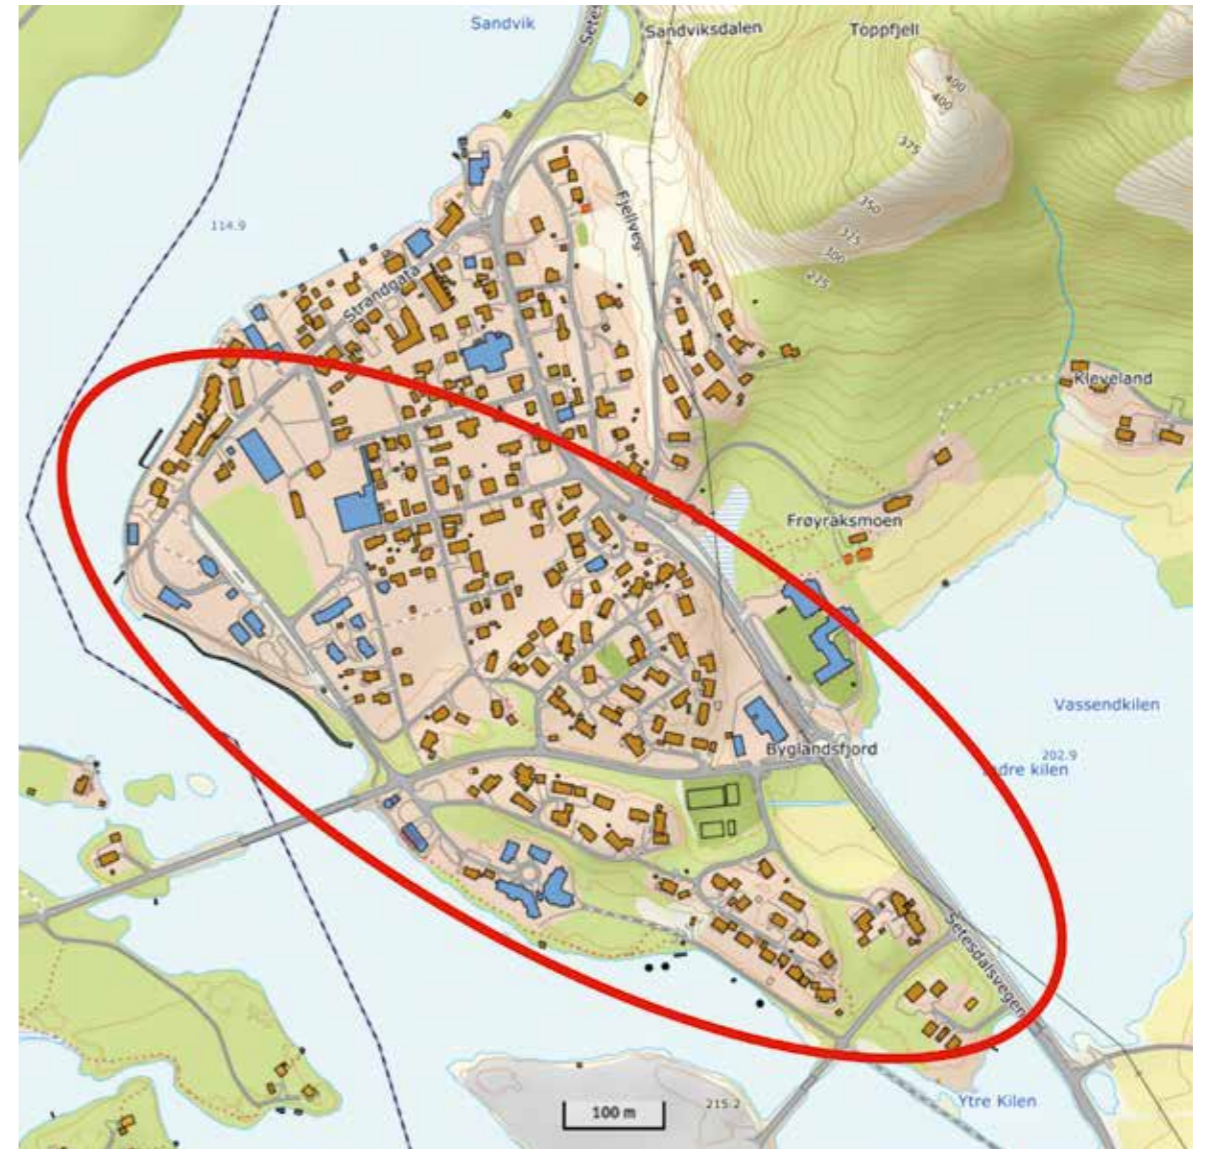 Sandvik
Setes
Sandviksdalen
Toppfjell
400
400
375
Fjellveg.
350
114.9
325
300
275
Strandgata
Kleveland
Frøyraksmoen
Vassendkilen
Byglandsfjord
202.9
Indre kilen
Setesdalsvegen
100 m
215.2
Ytre Kilen